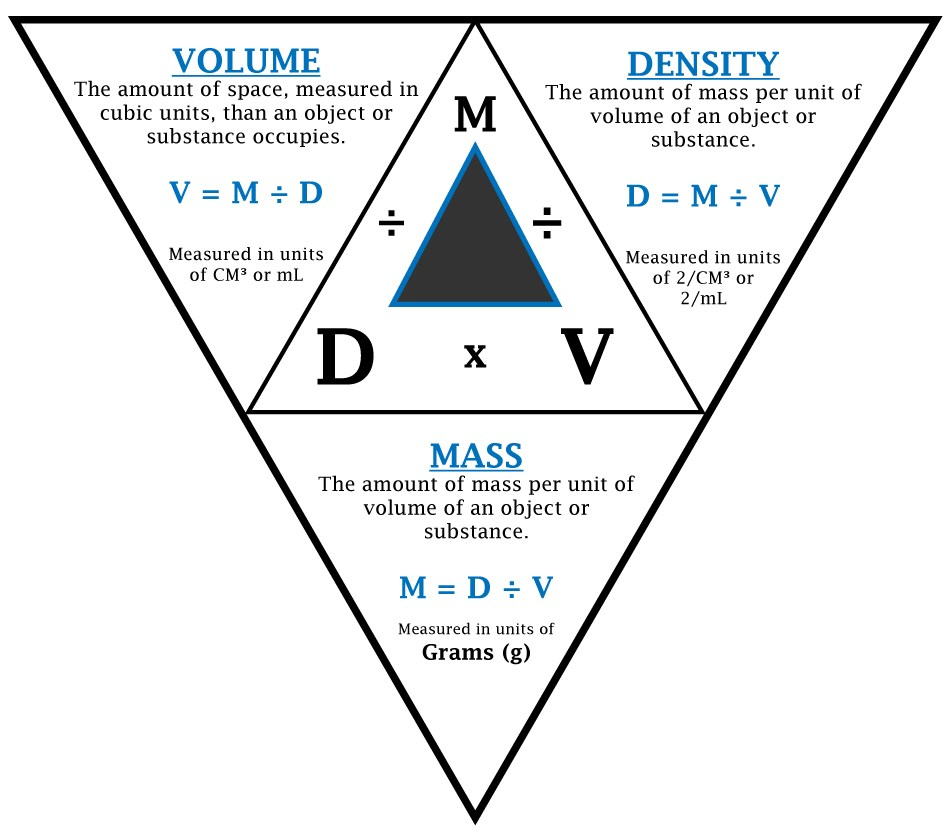 VOLUME
The amount of space, measured in
cubic units, than an object or
substance occupies.
V = M ÷ D
Measured in units
of CM³ or mL
DENSITY
The amount of mass per unit of
volume of an object or
substance.
D = M ÷ V
Measured in units
of 2/CM³ or
2/mL
M
÷ ÷
D x V
MASS
The amount of mass per unit of
volume of an object or
substance.
M = D ÷ V
Measured in units of
Grams (g)